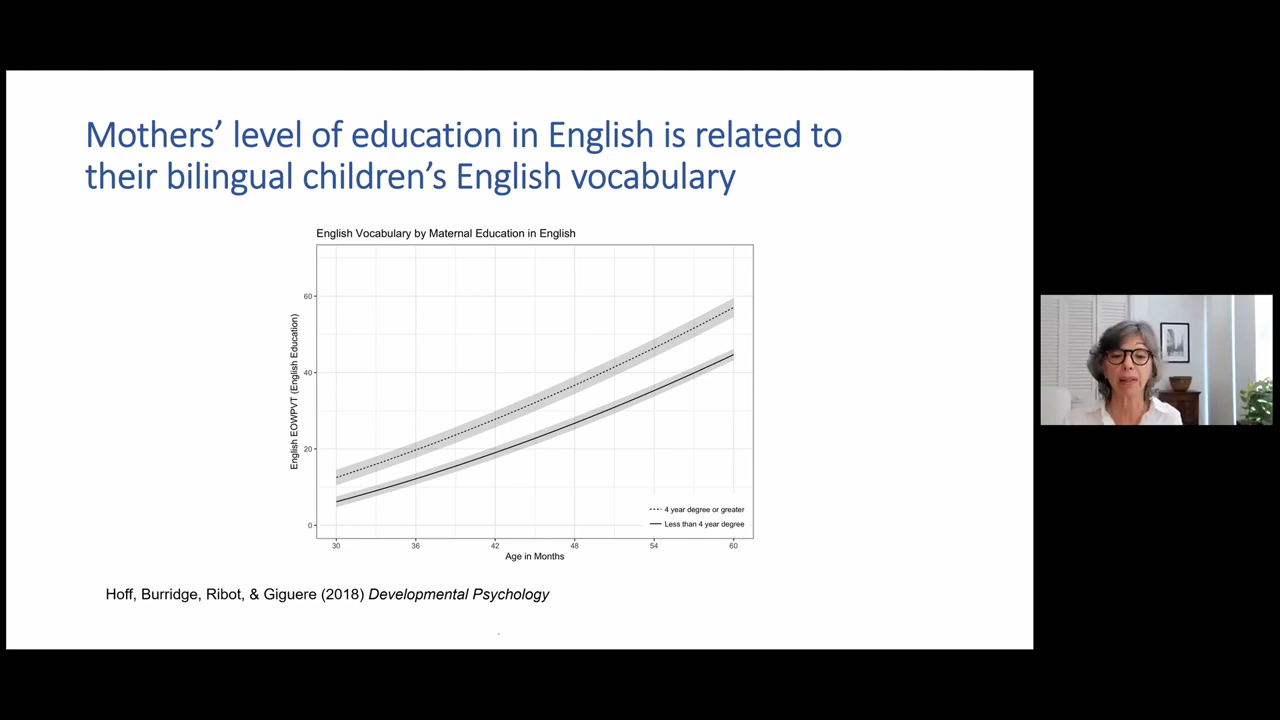 Mothers’ level of education in English is related to
their bilingual children’s English vocabulary
English Vocabulary by Maternal Education in English
English EOWPVT (English Education)
60
40
20
0
4 year degree or greater
Less than 4 year degree
30 36 42 48 54 60
Age in Months
Hoff, Burridge, Ribot, & Giguere (2018) Developmental Psychology